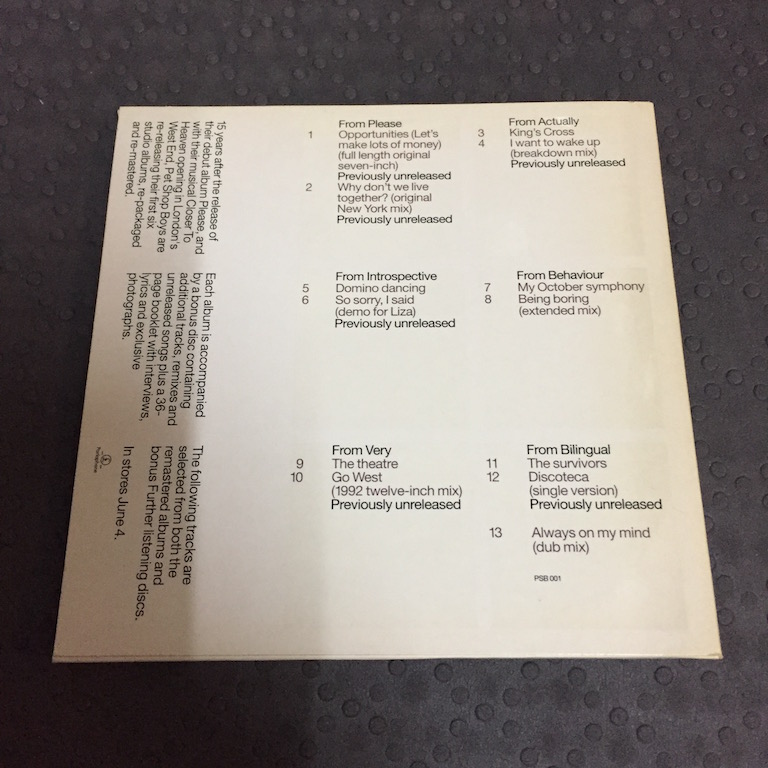 15 years after the release of
their debut album Please, and
with their musical Closer To
Heaven opening in London's
West End, Pet Shop Boys are
re-releasing their first six
studio albums, re-packaged
and re-mastered.
Each album is accompanied
by a bonus disc containing
additional tracks, remixes and
unreleased songs plus a 36-
page booklet with interviews,
lyrics and exclusive
photographs.
The following tracks are
selected from both the
remastered albums and
bonus Further listening discs.
In stores June 4.
Parlophone
From Please
1 Opportunities (Let's
make lots of money)
(full length original
seven-inch)
Previously unreleased
2 Why don't we live
together? (original
New York mix)
Previously unreleased
From Actually
3 King's Cross
4 I want to wake up
(breakdown mix)
Previously unreleased
From Introspective
5 Domino dancing
6 So sorry, I said
(demo for Liza)
Previously unreleased
From Behaviour
7 My October symphony
8 Being boring
(extended mix)
From Very
9 The theatre
10 Go West
(1992 twelve-inch mix)
Previously unreleased
From Bilingual
11 The survivors
12 Discoteca
(single version)
Previously unreleased
13 Always on my mind
(dub mix)
PSB 001